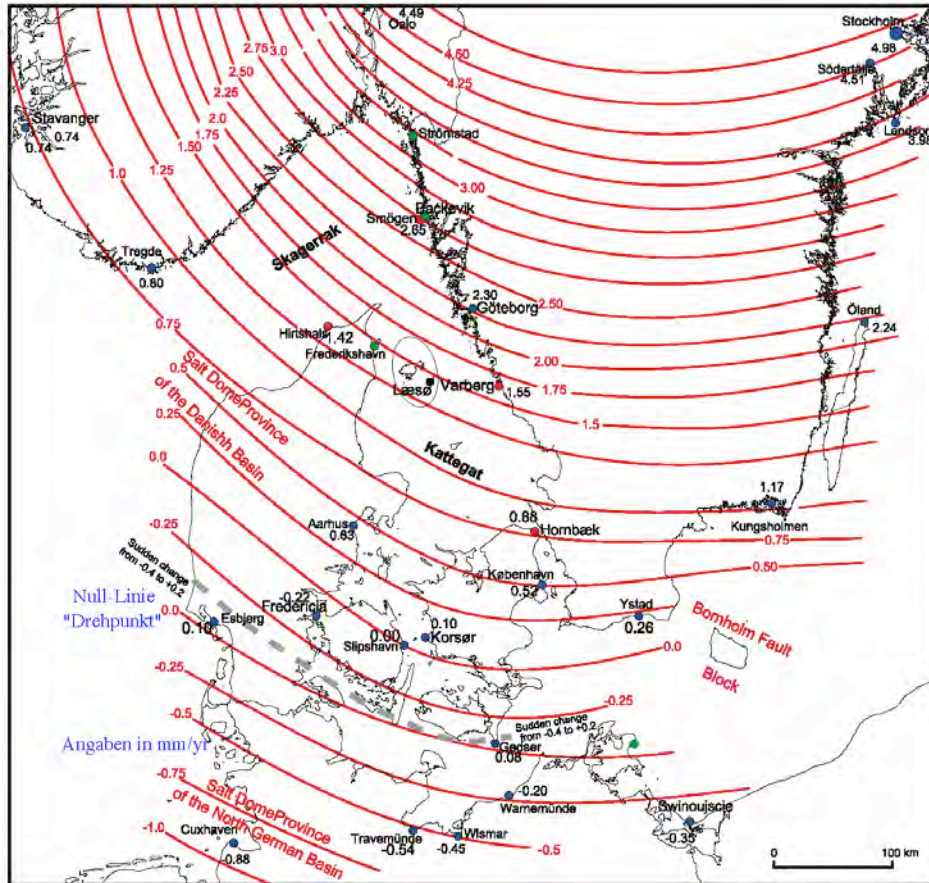 4.49
Oslo
Stockholm
4.98
Södertälje
4.51
Landsort
3.98
2.75
3.0
2.50
2.25
2.0
1.75
1.50
1.25
1.0
4.60
4.25
Stavanger
0.74
0.74
Strömstad
3.00
Backevik
Smögen
2.65
Skagerrak
Tregde
0.80
2.30
Göteborg
2.50
Öland
2.24
Hirtshals
1.42
Frederikshavn
0.75
2.00
Læsø
Varberg
1.55
1.75
1.5
0.5
0.25
0.0
-0.25
Salt DomeProvince
of the Danishh Basin
Kattegat
1.17
Kungsholmen
Aarhus
0.63
0.88
Hornbæk
0.75
Sudden change
from -0.4 to +0.2
København
0.52
0.50
Null-Linie
"Drehpunkt"
0.0
0.10
Esbjerg
-0.22
Fredericia
0.00
Slipshavn
0.10
Korsør
Ystad
0.26
0.0
Bornholm Fault
Block
-0.25
-0.25
-0.5
Angaben in mm/yr
Sudden change
from -0.4 to +0.2
Gedser
0.08
-0.75
-1.0
Salt DomeProvince
of the North German Basin
-0.20
Warnemünde
Swinoujscie
-0.35
Cuxhaven
-0.88
Travemünde
-0.54
Wismar
-0.45
-0.5
0
100 km